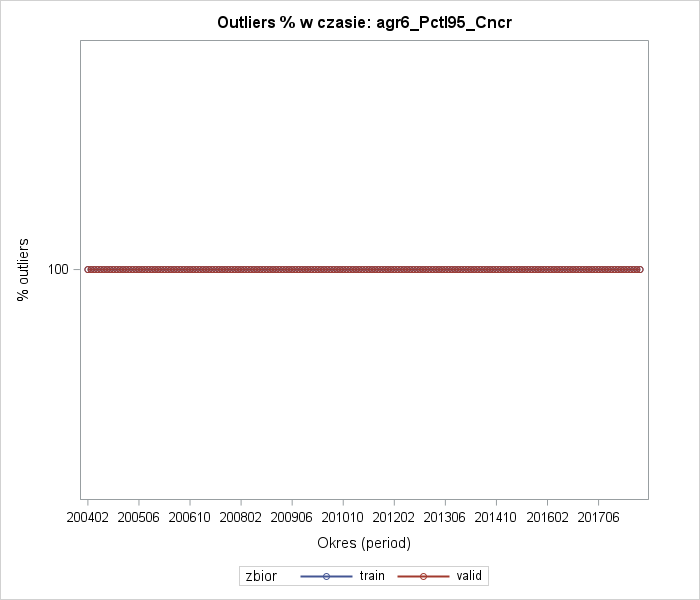 Outliers % w czasie: agr6_Pctl95_Cncr
% outliers
100
200402 200506 200610 200802 200906 201010 201202 201306 201410 201602 201706
Okres (period)
zbior train valid